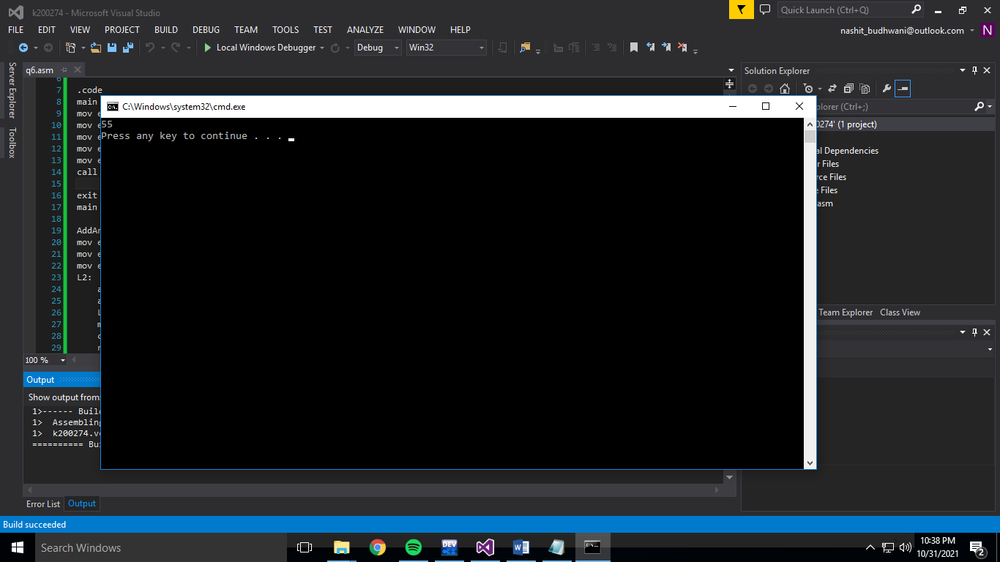 k200274 - Microsoft Visual Studio
Quick Launch (Ctrl+Q)
FILE EDIT VIEW PROJECT BUILD DEBUG TEAM TOOLS TEST ANALYZE WINDOW HELP
nashit_budhwani@outlook.com N
Local Windows Debugger Debug Win32
Server Explorer
Toolbox
q6.asm
Solution Explorer
6
7 .code
8 main
9 mov e
10 mov e
11 mov e
12 mov e
13 mov e
14 call
15
16 exit
17 main
18
19 AddAr
20 mov e
21 mov e
22 mov e
23 L2:
24 a
25 a
26 L
27 m
28 c
29 r
C:\Windows\system32\cmd.exe
55
Press any key to continue . . .
plorer (Ctrl+;)
0274' (1 project)
al Dependencies
r Files
rce Files
e Files
asm
Team Explorer Class View
100 %
Output
Show output from:
1>------ Build
1> Assembling
1> k200274.vc
========== Bui
Error List Output
Build succeeded
Search Windows
DEV
10:38 PM
10/31/2021
2